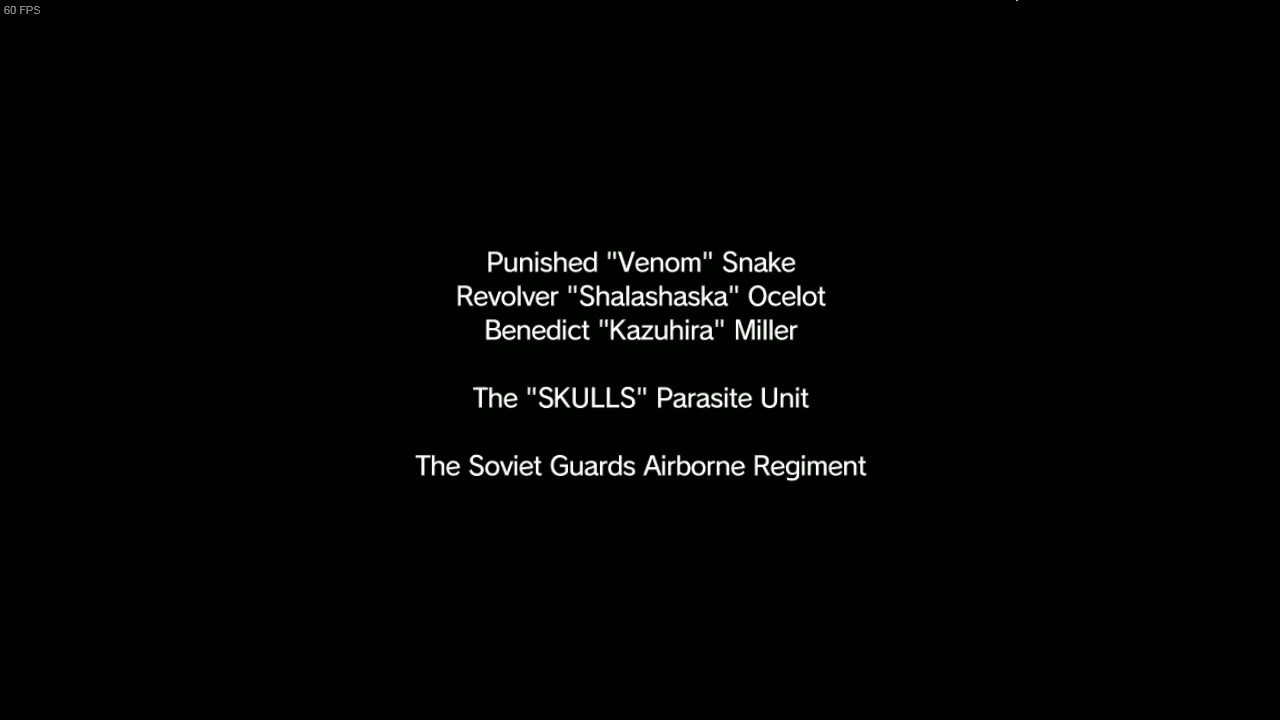 60 FPS
Punished "Venom" Snake
Revolver "Shalashaska" Ocelot
Benedict "Kazuhira" Miller
The "SKULLS" Parasite Unit
The Soviet Guards Airborne Regiment